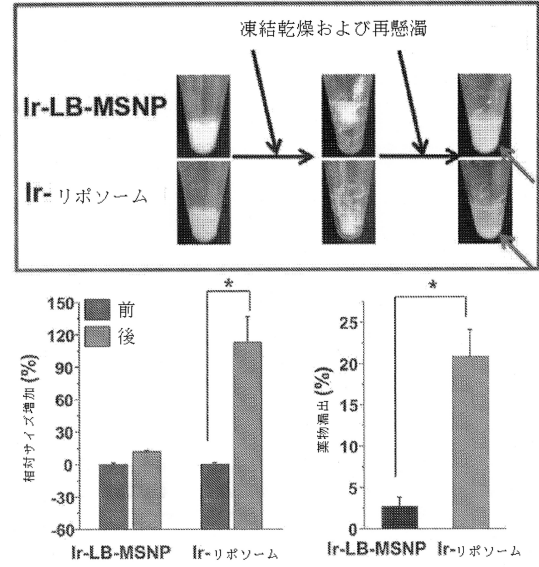 凍結乾燥および再懸濁
Ir-LB-MSNP
Ir-リポソーム
*
*
150
120
90
60
30
0
-30
-60
相対サイズ増加(%)
前
後
Ir-LB-MSNP
Ir-リポソーム
25
20
15
10
5
0
薬物漏出(%)
Ir-LB-MSNP
Ir-リポソーム